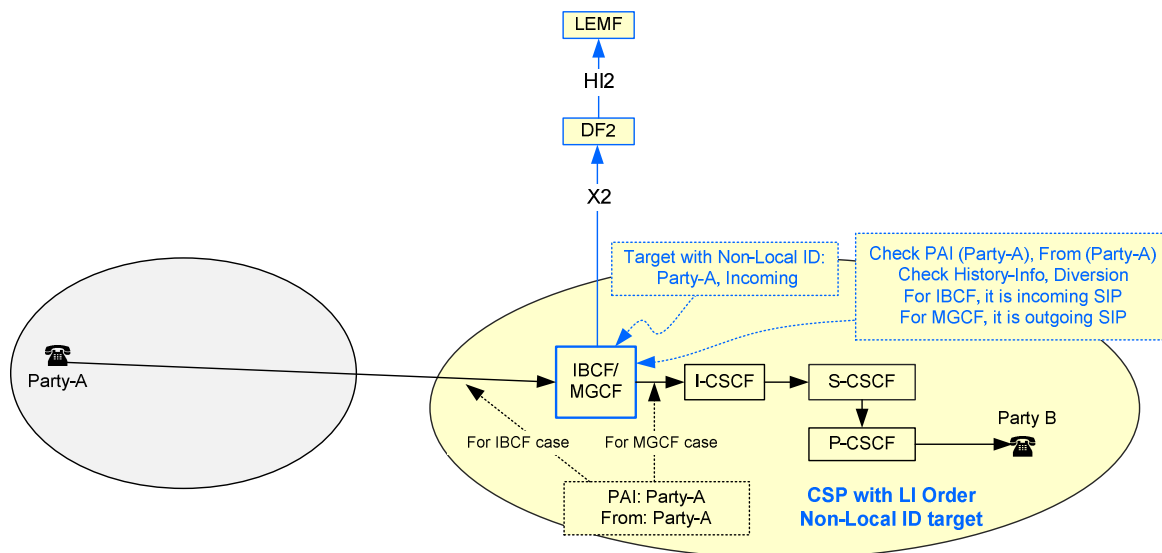 LEMF
HI2
DF2
X2
Target with Non-Local ID:
Party-A, Incoming
Check PAI (Party-A), From (Party-A)
Check History-Info, Diversion
For IBCF, it is incoming SIP
For MGCF, it is outgoing SIP
Party-A
IBCF/
MGCF
I-CSCF
S-CSCF
P-CSCF
Party B
For IBCF case
For MGCF case
PAI: Party-A
From: Party-A
CSP with LI Order
Non-Local ID target